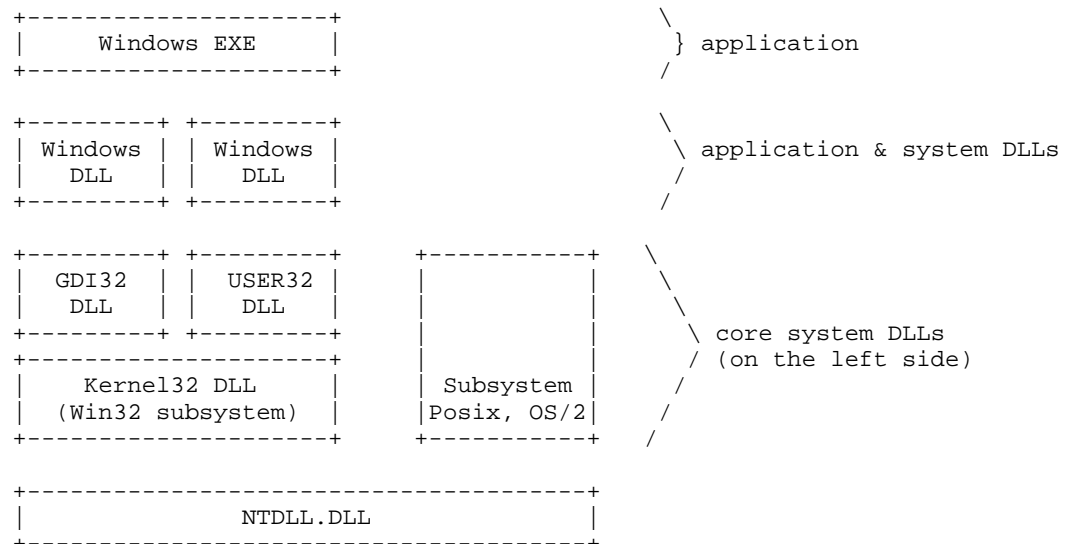 Windows EXE
} application
Windows DLL
Windows DLL
application & system DLLs
GDI32 DLL
USER32 DLL
core system DLLs
(on the left side)
Kernel32 DLL
(Win32 subsystem)
Subsystem
Posix, OS/2
NTDLL.DLL